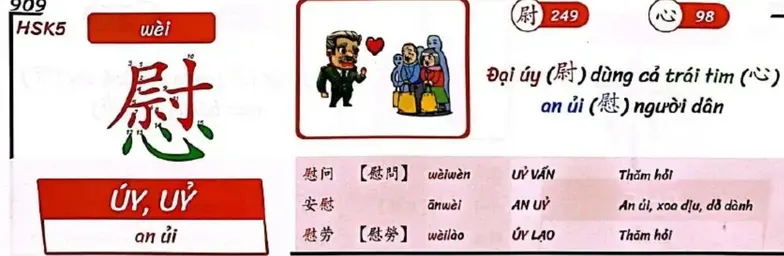 909
HSK5
wèi
慰
ÚY, UỶ
an ủi
尉 249
心 98
Đại úy (尉) dùng cả trái tim (心)
an ủi (慰) người dân
慰问 【慰問】 wèiwèn UỶ VẤN Thăm hỏi
安慰 ānwèi AN UỶ An ủi, xoa dịu, dỗ dành
慰劳 【慰勞】 wèilào ÚY LẠO Thăm hỏi